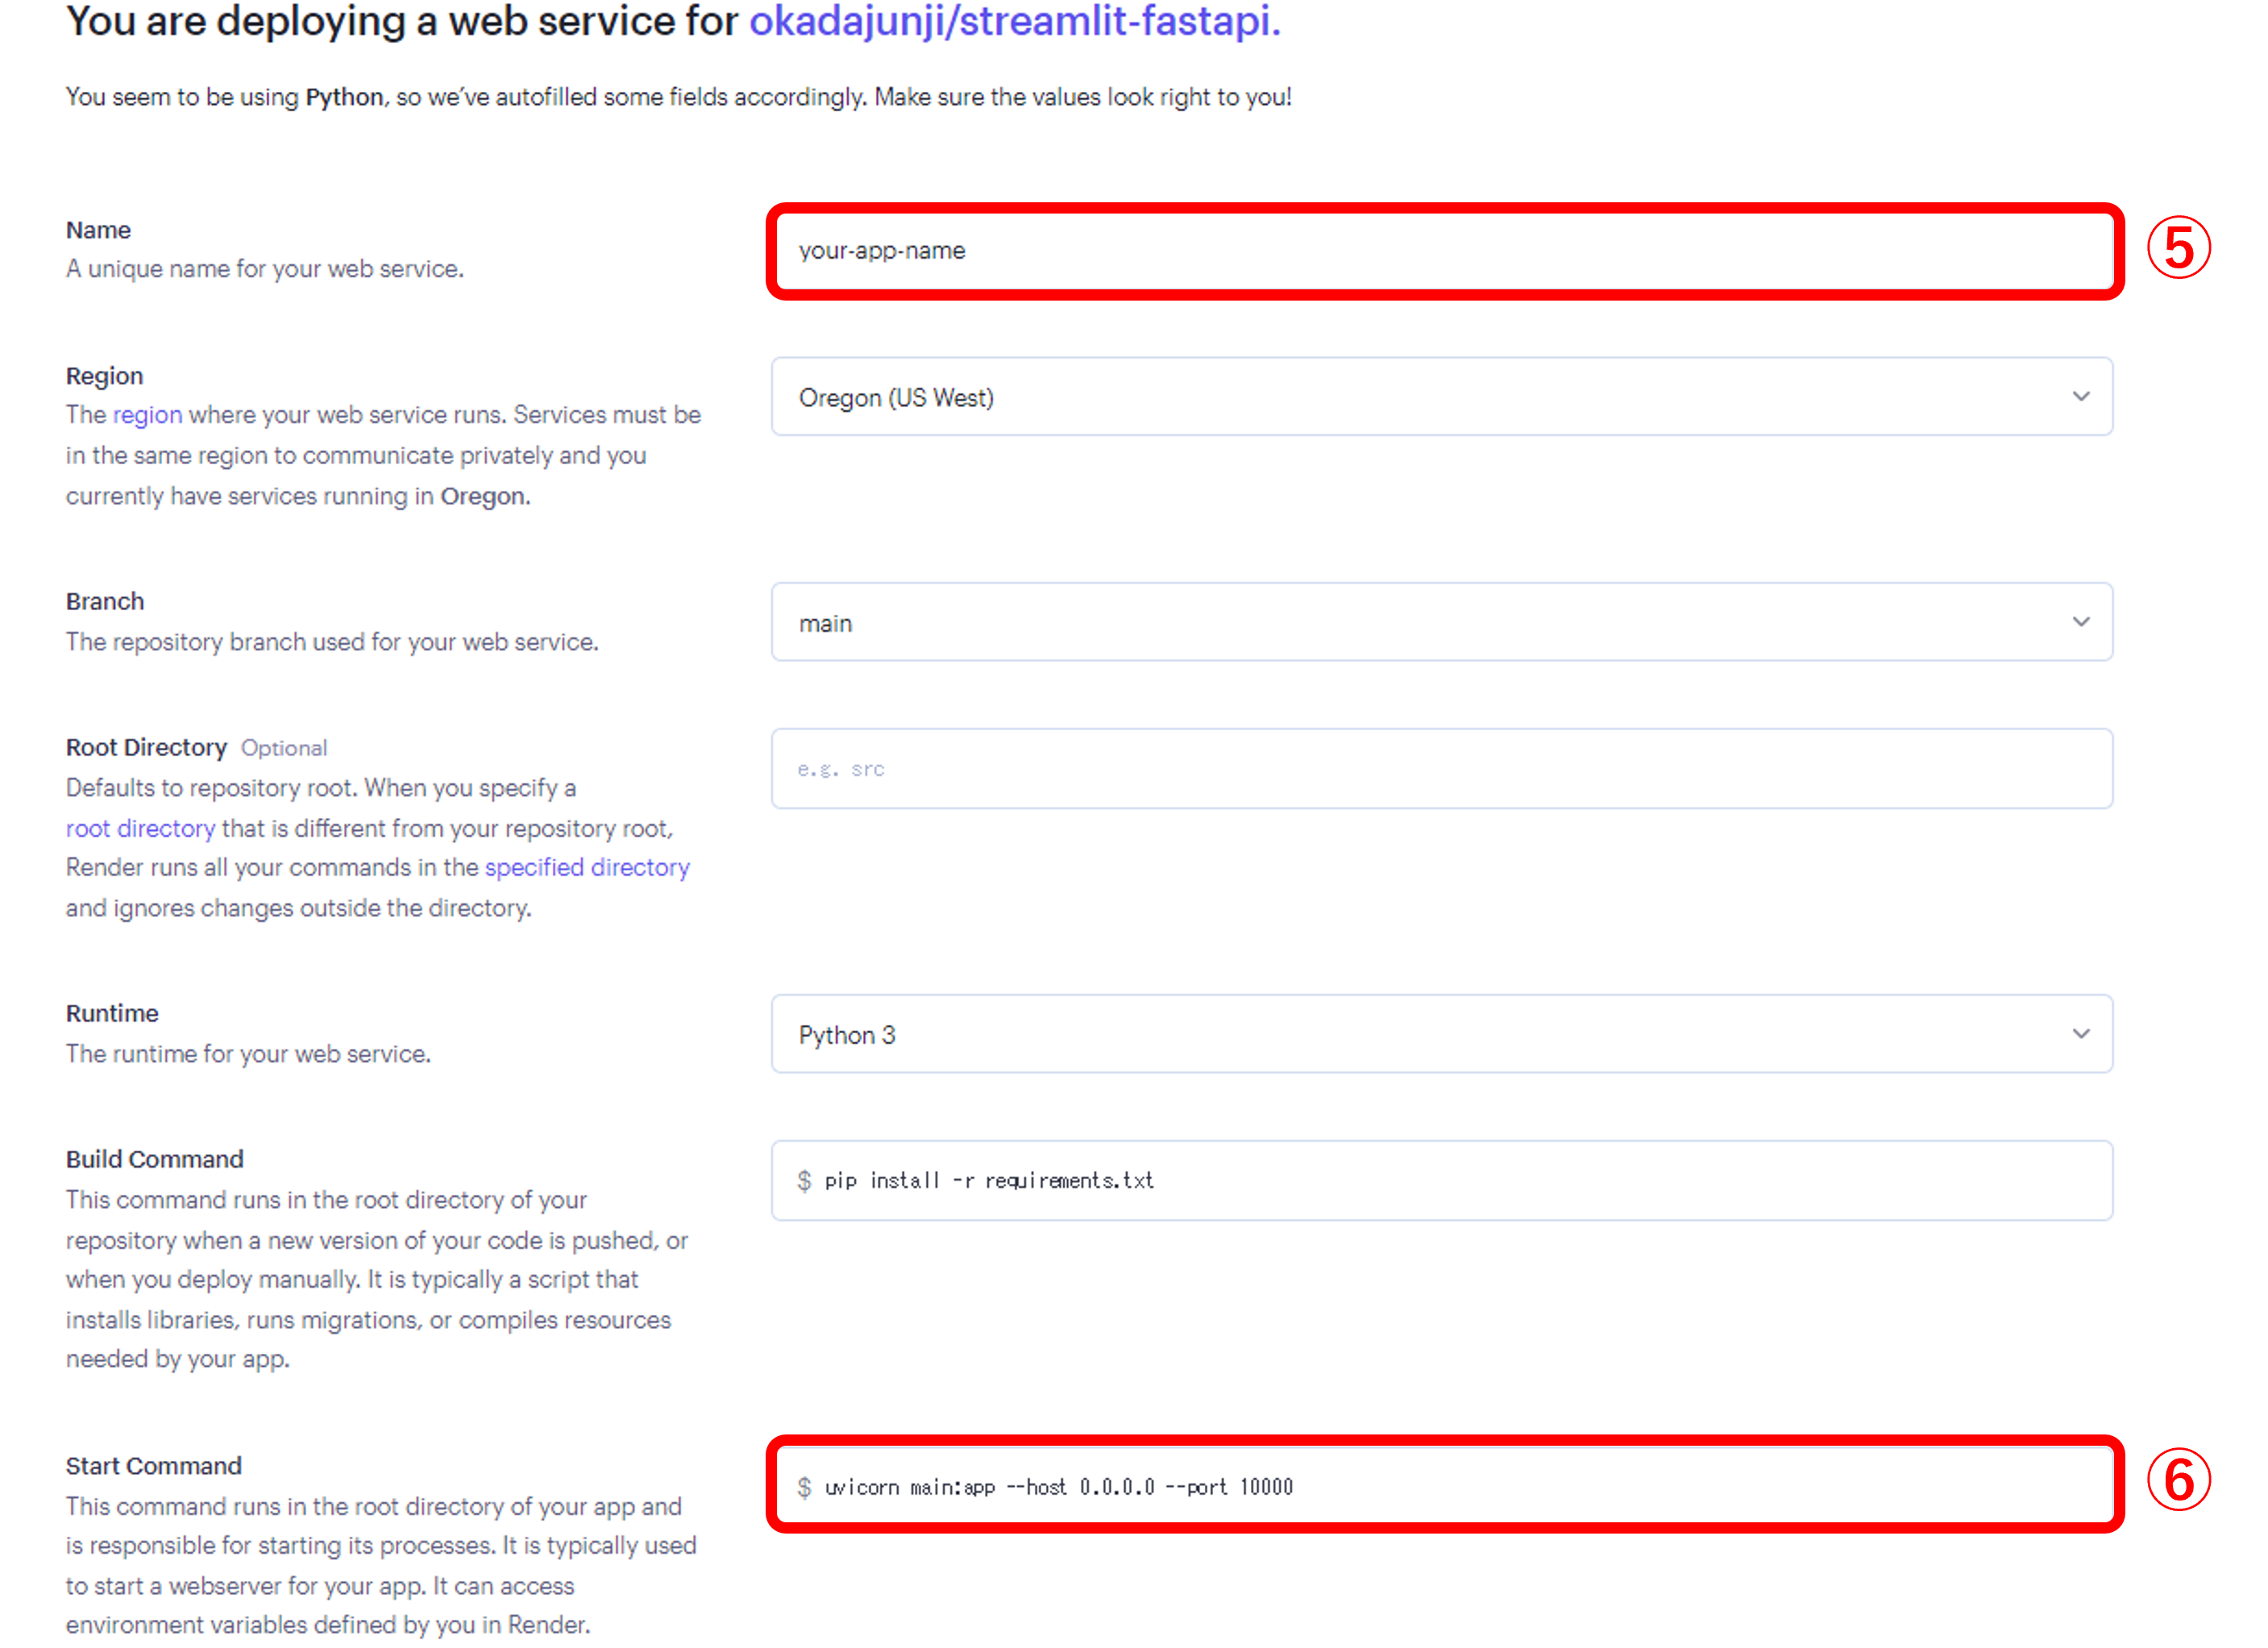 You are deploying a web service for okadajunji/streamlit-fastapi.
You seem to be using Python, so we've autofilled some fields accordingly. Make sure the values look right to you!
Name
A unique name for your web service.
your-app-name
⑤
Region
The region where your web service runs. Services must be
in the same region to communicate privately and you
currently have services running in Oregon.
Oregon (US West)
Branch
The repository branch used for your web service.
main
Root Directory Optional
Defaults to repository root. When you specify a
root directory that is different from your repository root,
Render runs all your commands in the specified directory
and ignores changes outside the directory.
e.g. src
Runtime
The runtime for your web service.
Python 3
Build Command
This command runs in the root directory of your
repository when a new version of your code is pushed, or
when you deploy manually. It is typically a script that
installs libraries, runs migrations, or compiles resources
needed by your app.
$ pip install -r requirements.txt
Start Command
This command runs in the root directory of your app and
is responsible for starting its processes. It is typically used
to start a webserver for your app. It can access
environment variables defined by you in Render.
$ uvicorn main:app --host 0.0.0.0 --port 10000
⑥